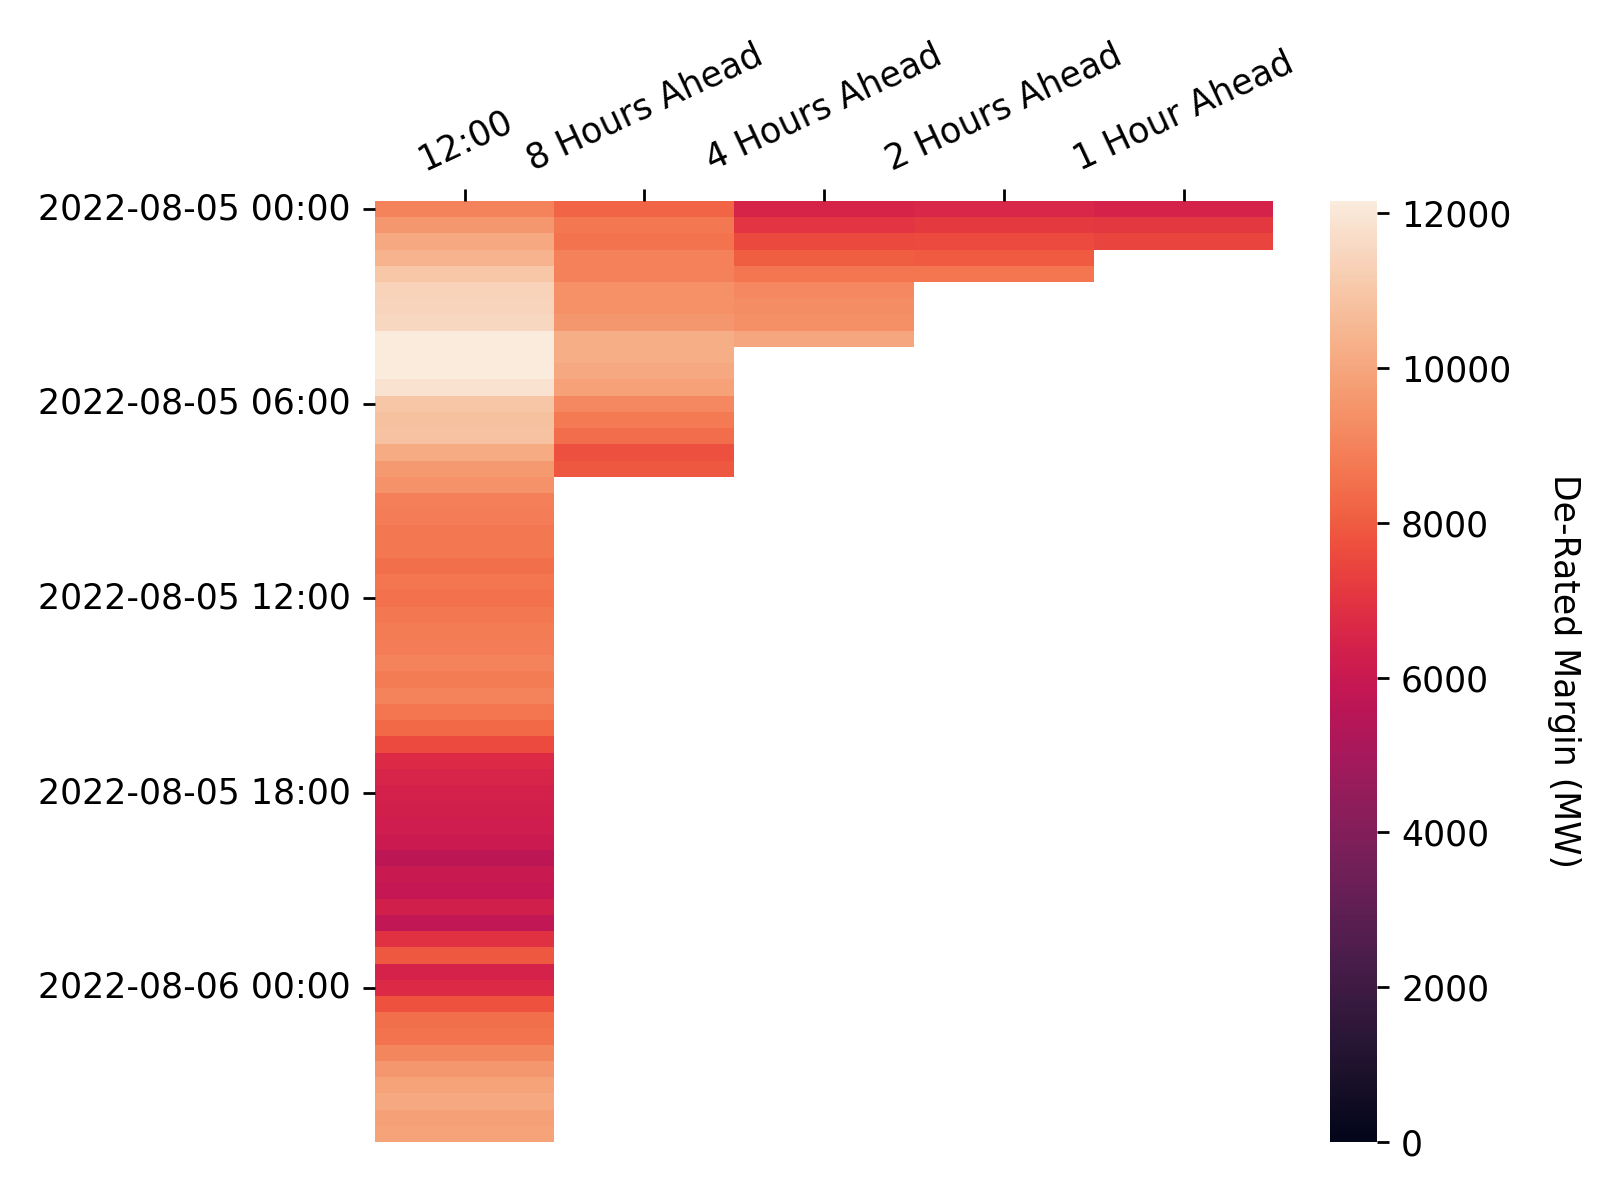 12:00
8 Hours Ahead
4 Hours Ahead
2 Hours Ahead
1 Hour Ahead
2022-08-05 00:00
2022-08-05 06:00
2022-08-05 12:00
2022-08-05 18:00
2022-08-06 00:00
12000
10000
8000
6000
4000
2000
0
De-Rated Margin (MW)